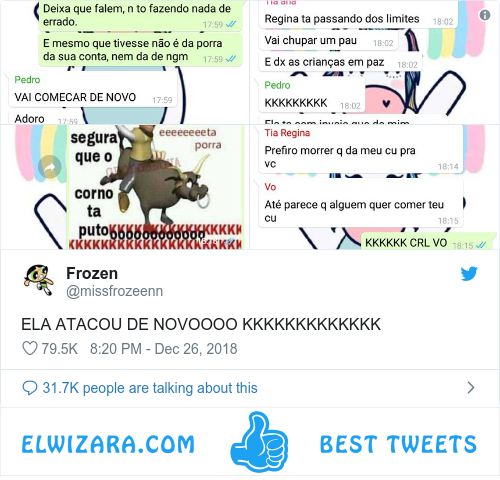 Deixa que falem, n to fazendo nada de
errado. 17:59
E mesmo que tivesse não é da porra
da sua conta, nem da de ngm 17:59
Pedro
VAI COMECAR DE NOVO 17:59
Adoro 17:59
Tia ana
Regina ta passando dos limites 18:02
Vai chupar um pau 18:02
E dx as crianças em paz 18:02
Pedro
KKKKKKKKK 18:02
Ela ta com inveja que de mim
eeeeeeeeta
porra
segura
que o
corno
ta
puto
Tia Regina
Prefiro morrer q da meu cu pra
vc 18:14
Vo
Até parece q alguem quer comer teu
cu 18:15
KKKKKK CRL VO 18:15
Frozen
@missfrozeenn
ELA ATACOU DE NOVOOOO KKKKKKKKKKKKK
79.5K 8:20 PM - Dec 26, 2018
31.7K people are talking about this
ELWIZARA.COM BEST TWEETS